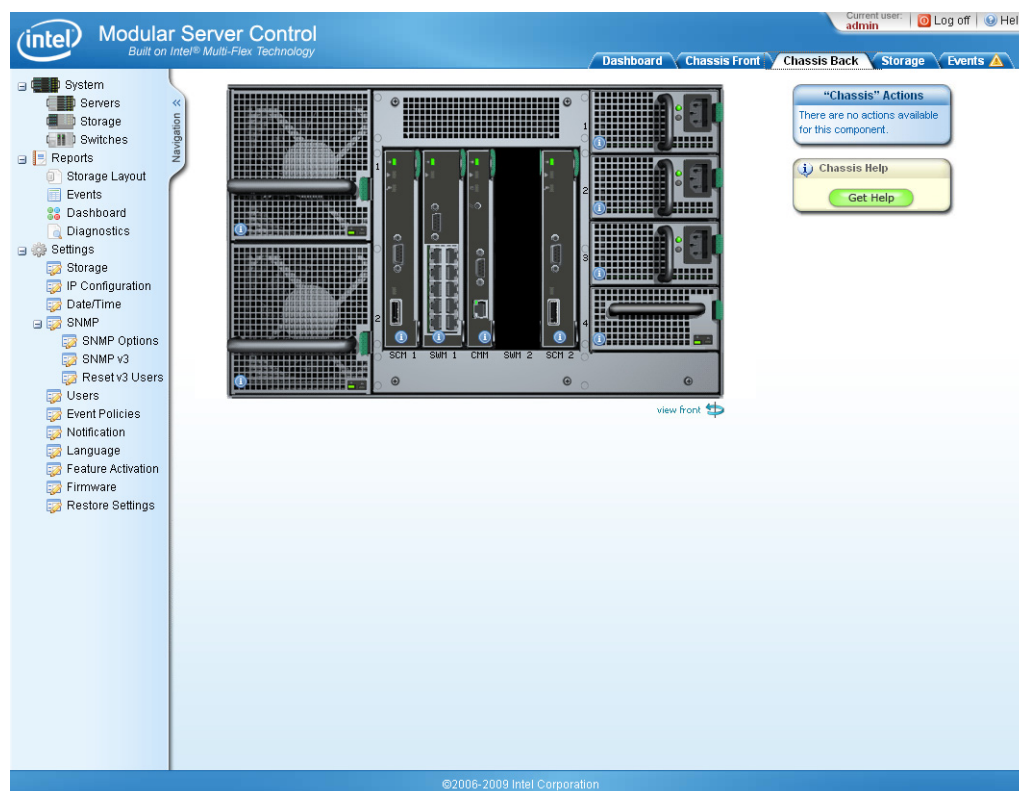 intel
Modular Server Control
Built on Intel® Multi-Flex Technology
Current user:
admin
Log off
Hel
Dashboard
Chassis Front
Chassis Back
Storage
Events
System
Servers
Storage
Switches
Reports
Storage Layout
Events
Dashboard
Diagnostics
Settings
Storage
IP Configuration
Date/Time
SNMP
SNMP Options
SNMP v3
Reset v3 Users
Users
Event Policies
Notification
Language
Feature Activation
Firmware
Restore Settings
Navigation
1
2
1
2
3
4
SCM 1
SWM 1
CMM
SWM 2
SCM 2
view front
"Chassis" Actions
There are no actions available
for this component.
Chassis Help
Get Help
©2006-2009 Intel Corporation